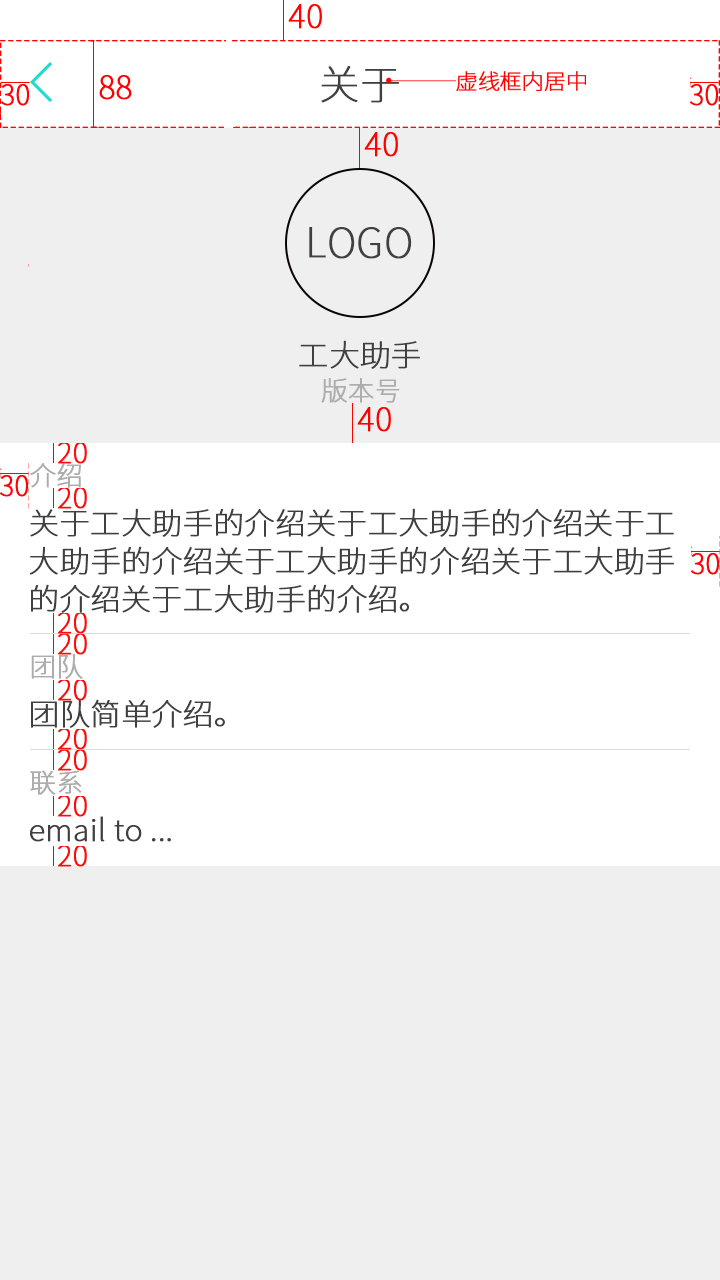 40
关于
虚线框内居中
30
88
30
40
LOGO
工大助手
版本号
40
20
介绍
30
20
关于工大助手的介绍关于工大助手的介绍关于工
大助手的介绍关于工大助手的介绍关于工大助手
30
的介绍关于工大助手的介绍。
20
20
团队
20
团队简单介绍。
20
20
联系
20
email to ...
20